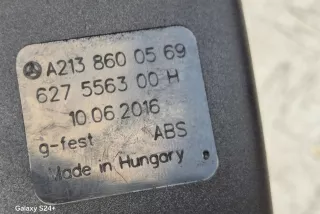 A213 860 05 69
627 5563 00 H
10.06.2016
g-fest ABS
Made in Hungary
Galaxy S24+